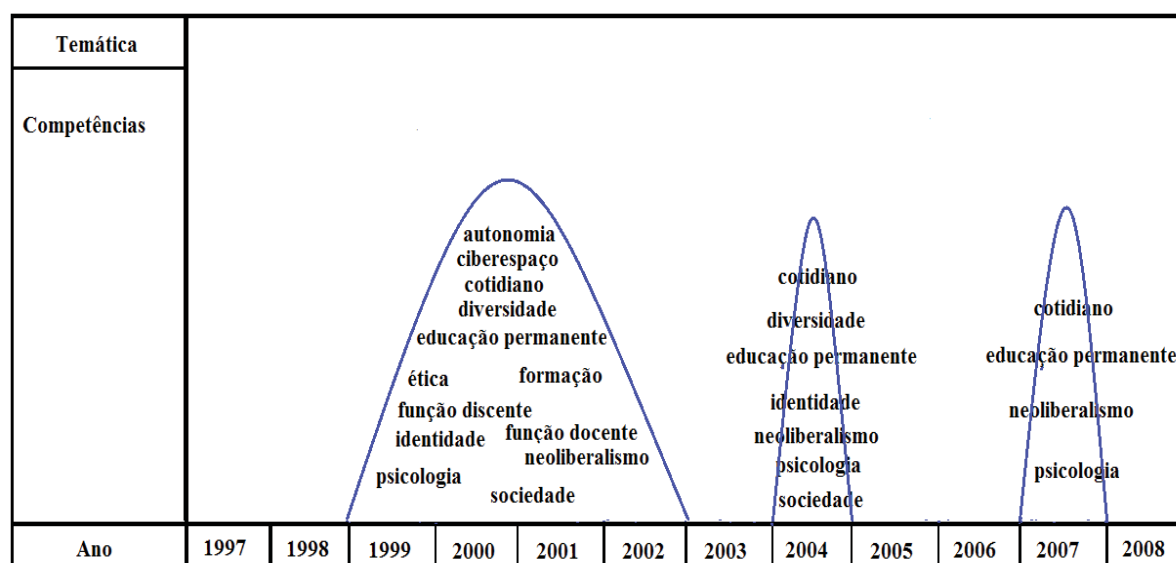 Temática
Competências
autonomia
ciberespaço
cotidiano
diversidade
educação permanente
ética formação
função discente
função docente
identidade
neoliberalismo
psicologia
sociedade
cotidiano
diversidade
educação permanente
identidade
neoliberalismo
psicologia
sociedade
cotidiano
educação permanente
neoliberalismo
psicologia
Ano 1997 1998 1999 2000 2001 2002 2003 2004 2005 2006 2007 2008